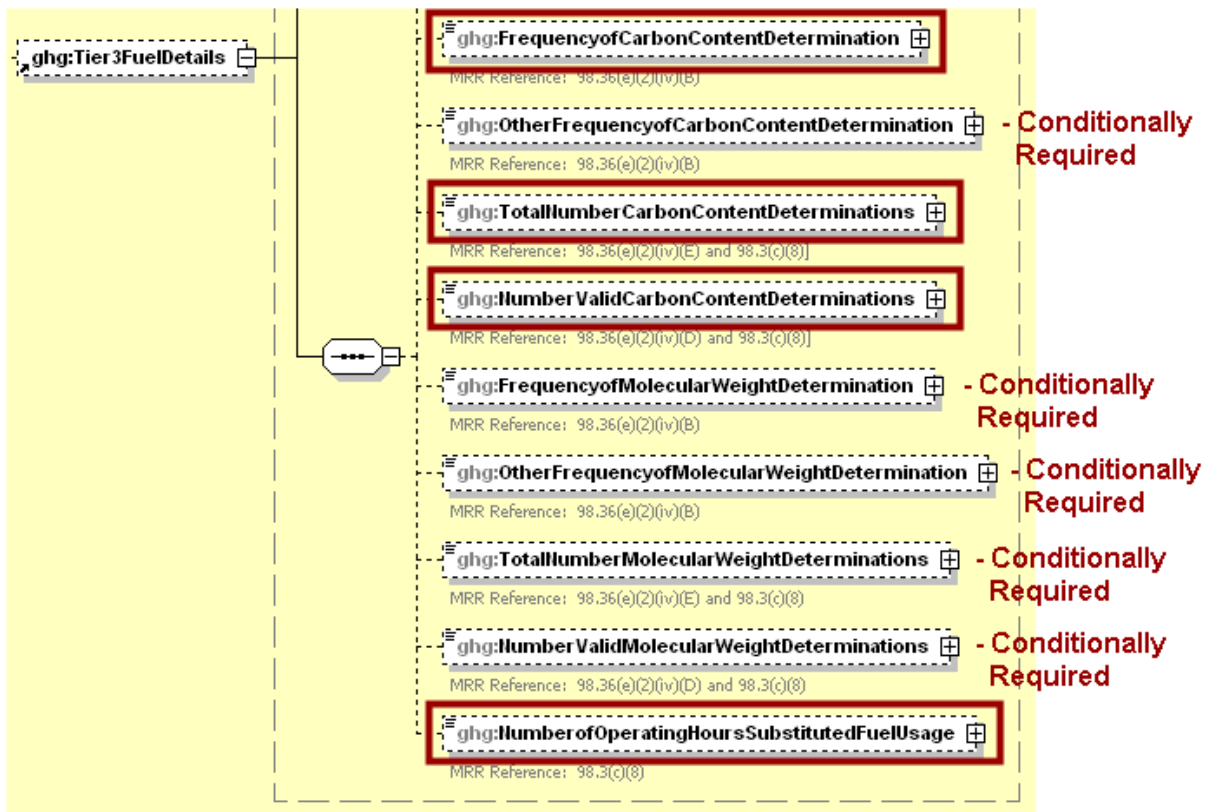 ghg:Tier3FuelDetails
ghg:FrequencyofCarbonContentDetermination
MRR Reference: 98.36(e)(2)(iv)(B)
ghg:OtherFrequencyofCarbonContentDetermination
- Conditionally
Required
MRR Reference: 98.36(e)(2)(iv)(B)
ghg:TotalNumberCarbonContentDeterminations
MRR Reference: 98.36(e)(2)(iv)(E) and 98.3(c)(8)]
ghg:NumberValidCarbonContentDeterminations
MRR Reference: 98.36(e)(2)(iv)(D) and 98.3(c)(8)]
ghg:FrequencyofMolecularWeightDetermination
- Conditionally
Required
MRR Reference: 98.36(e)(2)(iv)(B)
ghg:OtherFrequencyofMolecularWeightDetermination
- Conditionally
Required
MRR Reference: 98.36(e)(2)(iv)(B)
ghg:TotalNumberMolecularWeightDeterminations
- Conditionally
Required
MRR Reference: 98.36(e)(2)(iv)(E) and 98.3(c)(8)
ghg:NumberValidMolecularWeightDeterminations
- Conditionally
Required
MRR Reference: 98.36(e)(2)(iv)(D) and 98.3(c)(8)
ghg:NumberofOperatingHoursSubstitutedFuelUsage
MRR Reference: 98.3(c)(8)